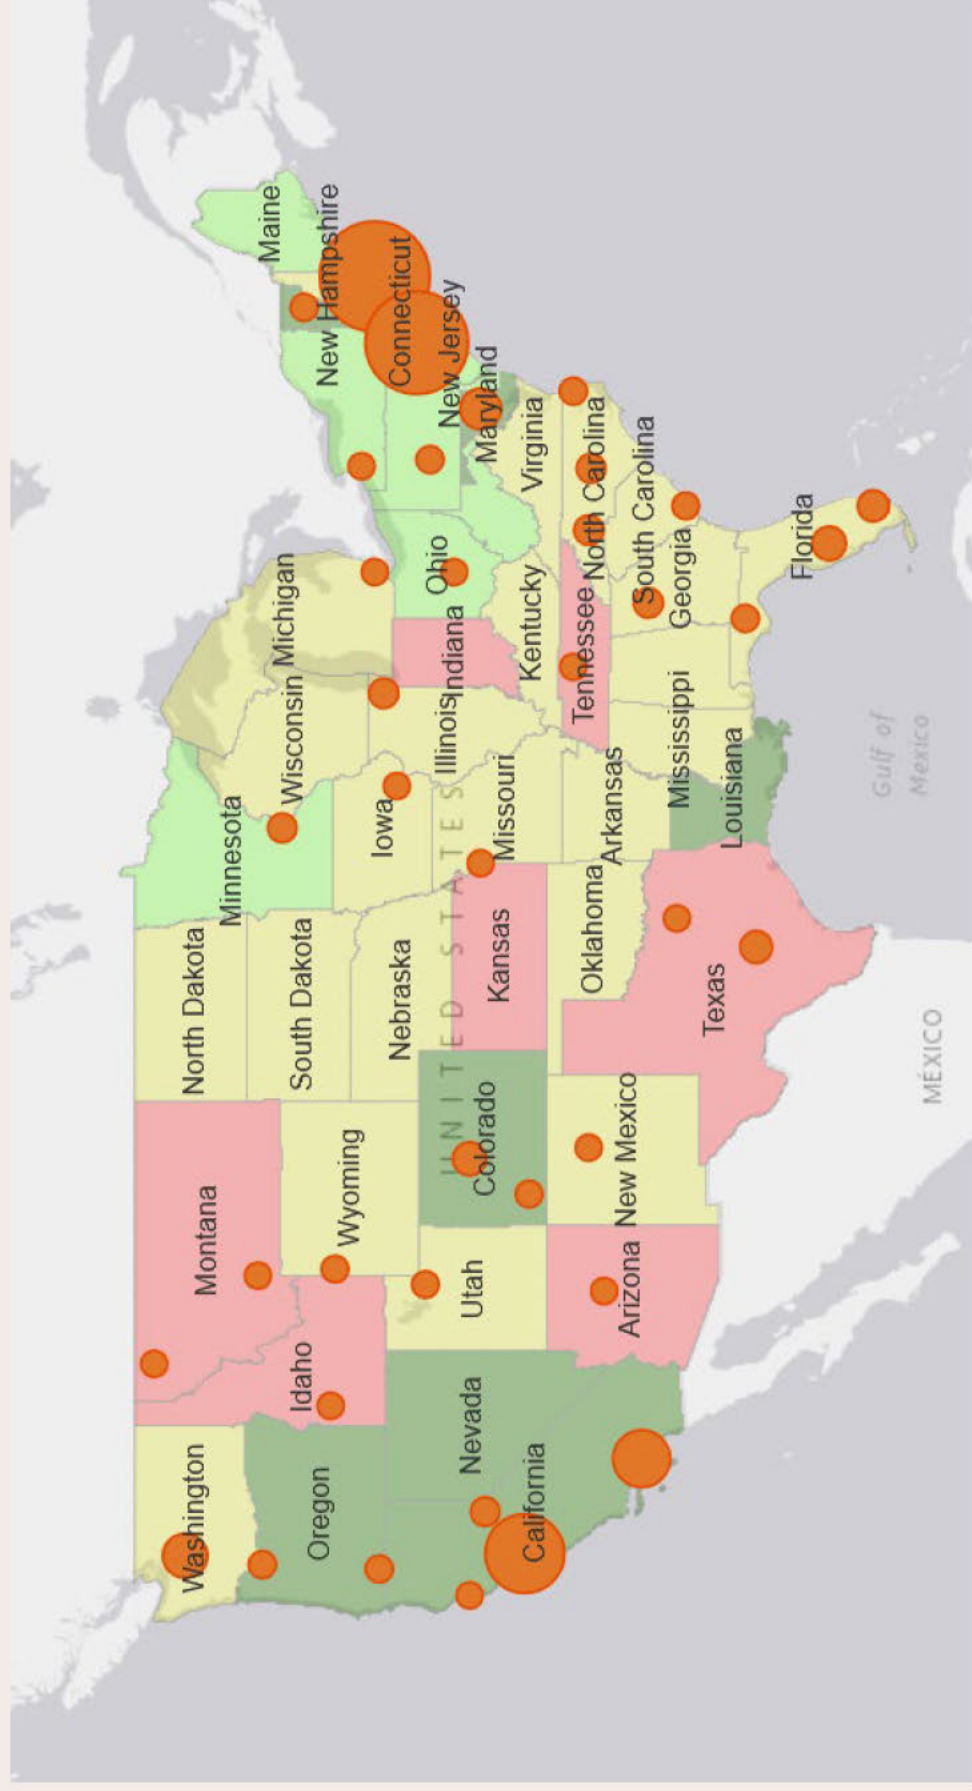 Washington
Montana
North Dakota
Minnesota
Maine
Oregon
Idaho
Wyoming
South Dakota
Wisconsin
Michigan
New Hampshire
Nebraska
Iowa
Connecticut
Nevada
Utah
Colorado
UNITED STATES
Illinois
Indiana
Ohio
New Jersey
Maryland
California
Kansas
Missouri
Kentucky
Virginia
Arizona
New Mexico
Oklahoma
Arkansas
Tennessee
North Carolina
South Carolina
Mississippi
Georgia
Texas
Louisiana
Florida
Gulf of
Mexico
MÉXICO